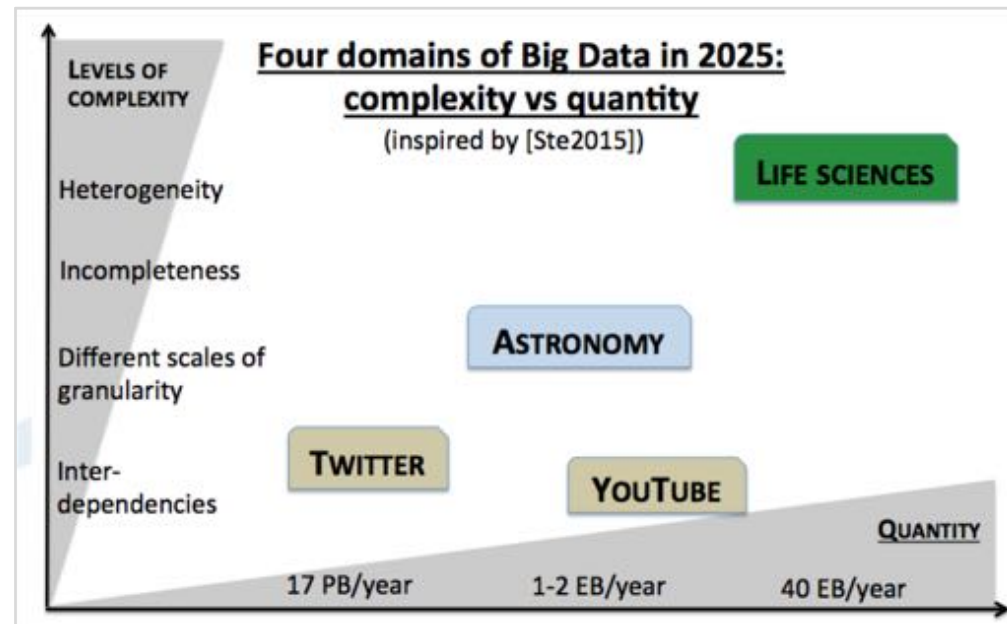 Four domains of Big Data in 2025:
complexity vs quantity
(inspired by [Ste2015])
LEVELS OF
COMPLEXITY
LIFE SCIENCES
Heterogeneity
Incompleteness
ASTRONOMY
Different scales of
granularity
TWITTER
Inter-
dependencies
YOUTUBE
QUANTITY
17 PB/year
1-2 EB/year
40 EB/year